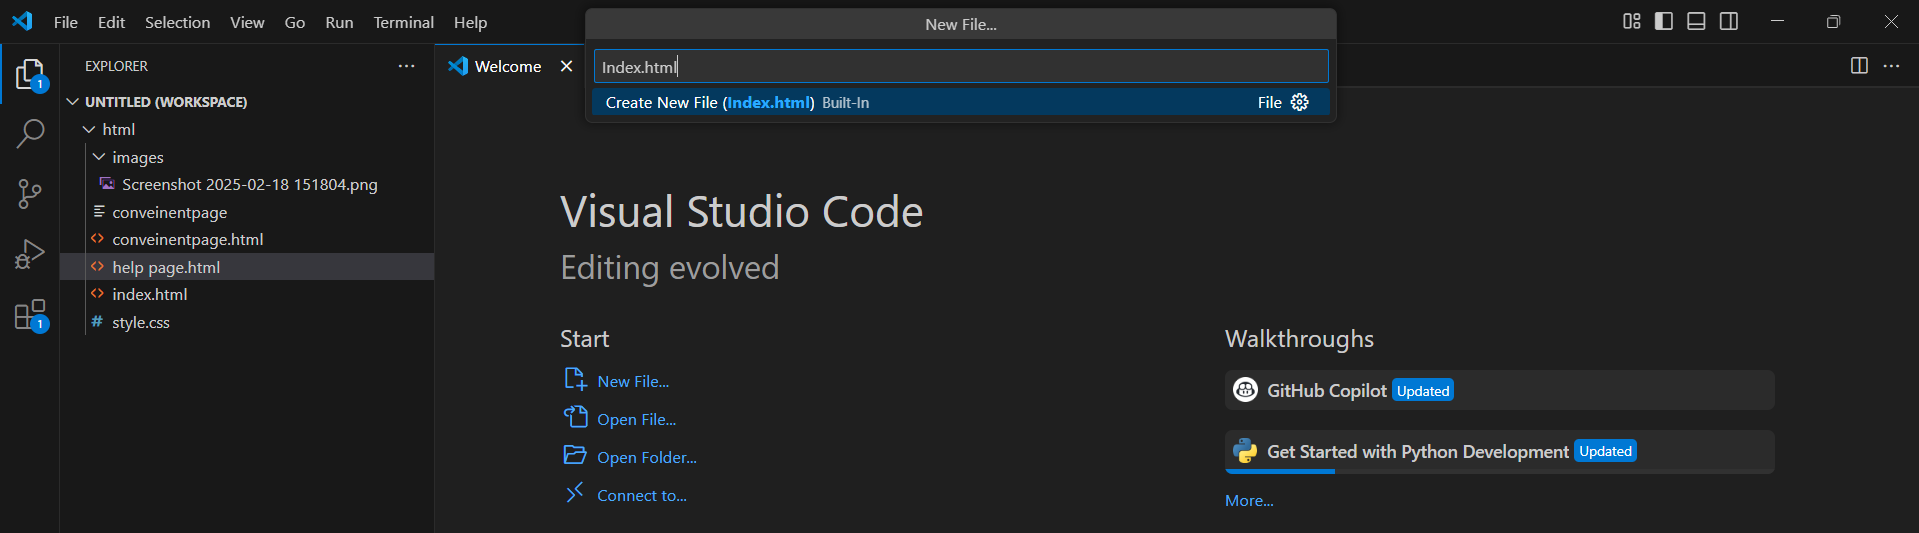 File Edit Selection View Go Run Terminal Help
New File...
Index.html
Create New File (Index.html) Built-In File
EXPLORER
UNTITLED (WORKSPACE)
html
images
Screenshot 2025-02-18 151804.png
conveinentpage
conveinentpage.html
help page.html
index.html
style.css
1
1
Welcome
Visual Studio Code
Editing evolved
Start
New File...
Open File...
Open Folder...
Connect to...
Walkthroughs
GitHub Copilot Updated
Get Started with Python Development Updated
More...